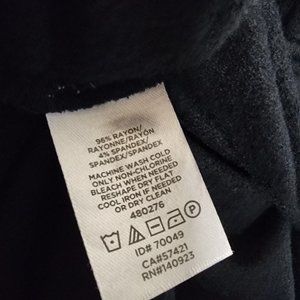 96% RAYON/
RAYONNE/RAYÓN
4% SPANDEX/
SPANDEX/SPANDEX
MACHINE WASH COLD
ONLY NON-CHLORINE
BLEACH WHEN NEEDED
RESHAPE DRY FLAT
COOL IRON IF NEEDED
OR DRY CLEAN
480276
ID# 70049
CA#57421
RN#140923